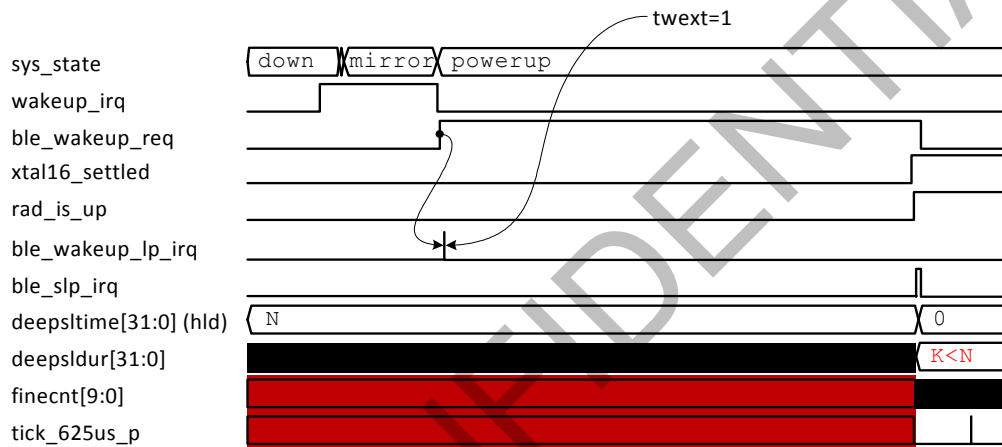 twext=1
sys_state down mirror powerup
wakeup_irq
ble_wakeup_req
xtal16_settled
rad_is_up
ble_wakeup_lp_irq
ble_slp_irq
deepsltime[31:0] (hld) N 0
deepsldur[31:0] K<N
finecnt[9:0]
tick_625us_p
NFIDENTIA